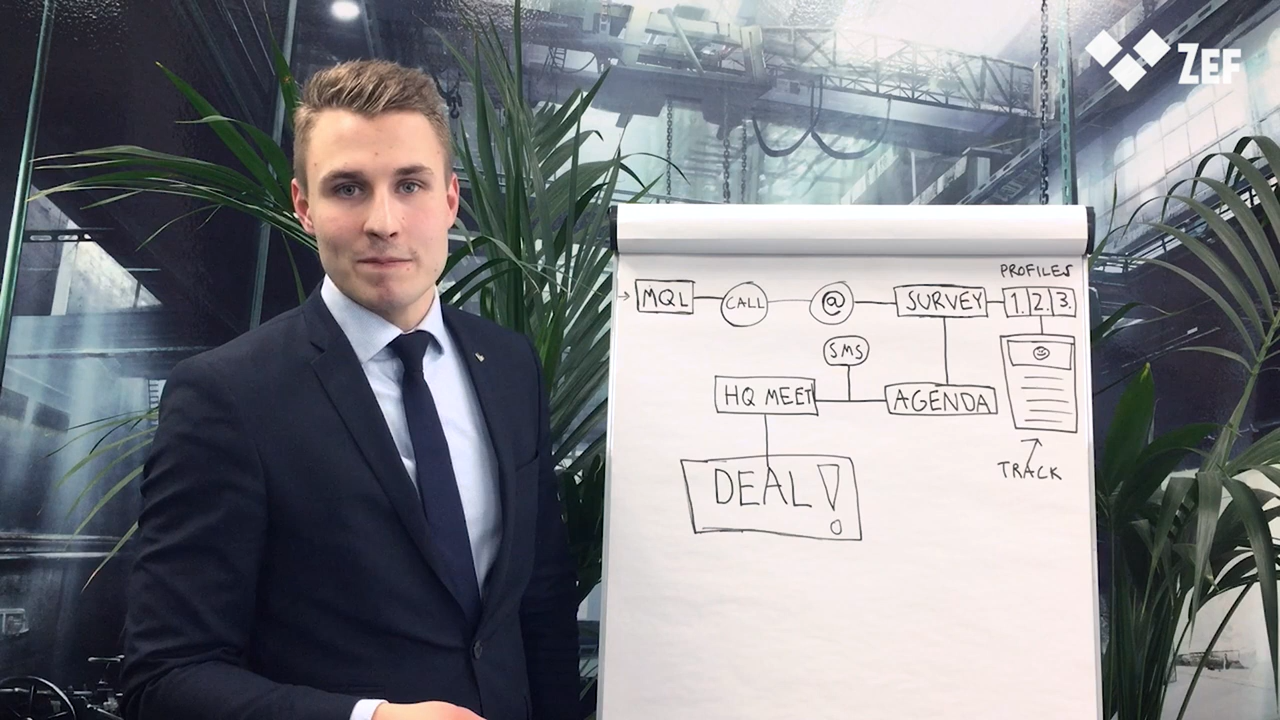 ZEF
PROFILES
→ MQL CALL @ SURVEY 1. 2. 3.
SMS
HQ MEET AGENDA
TRACK
DEAL!